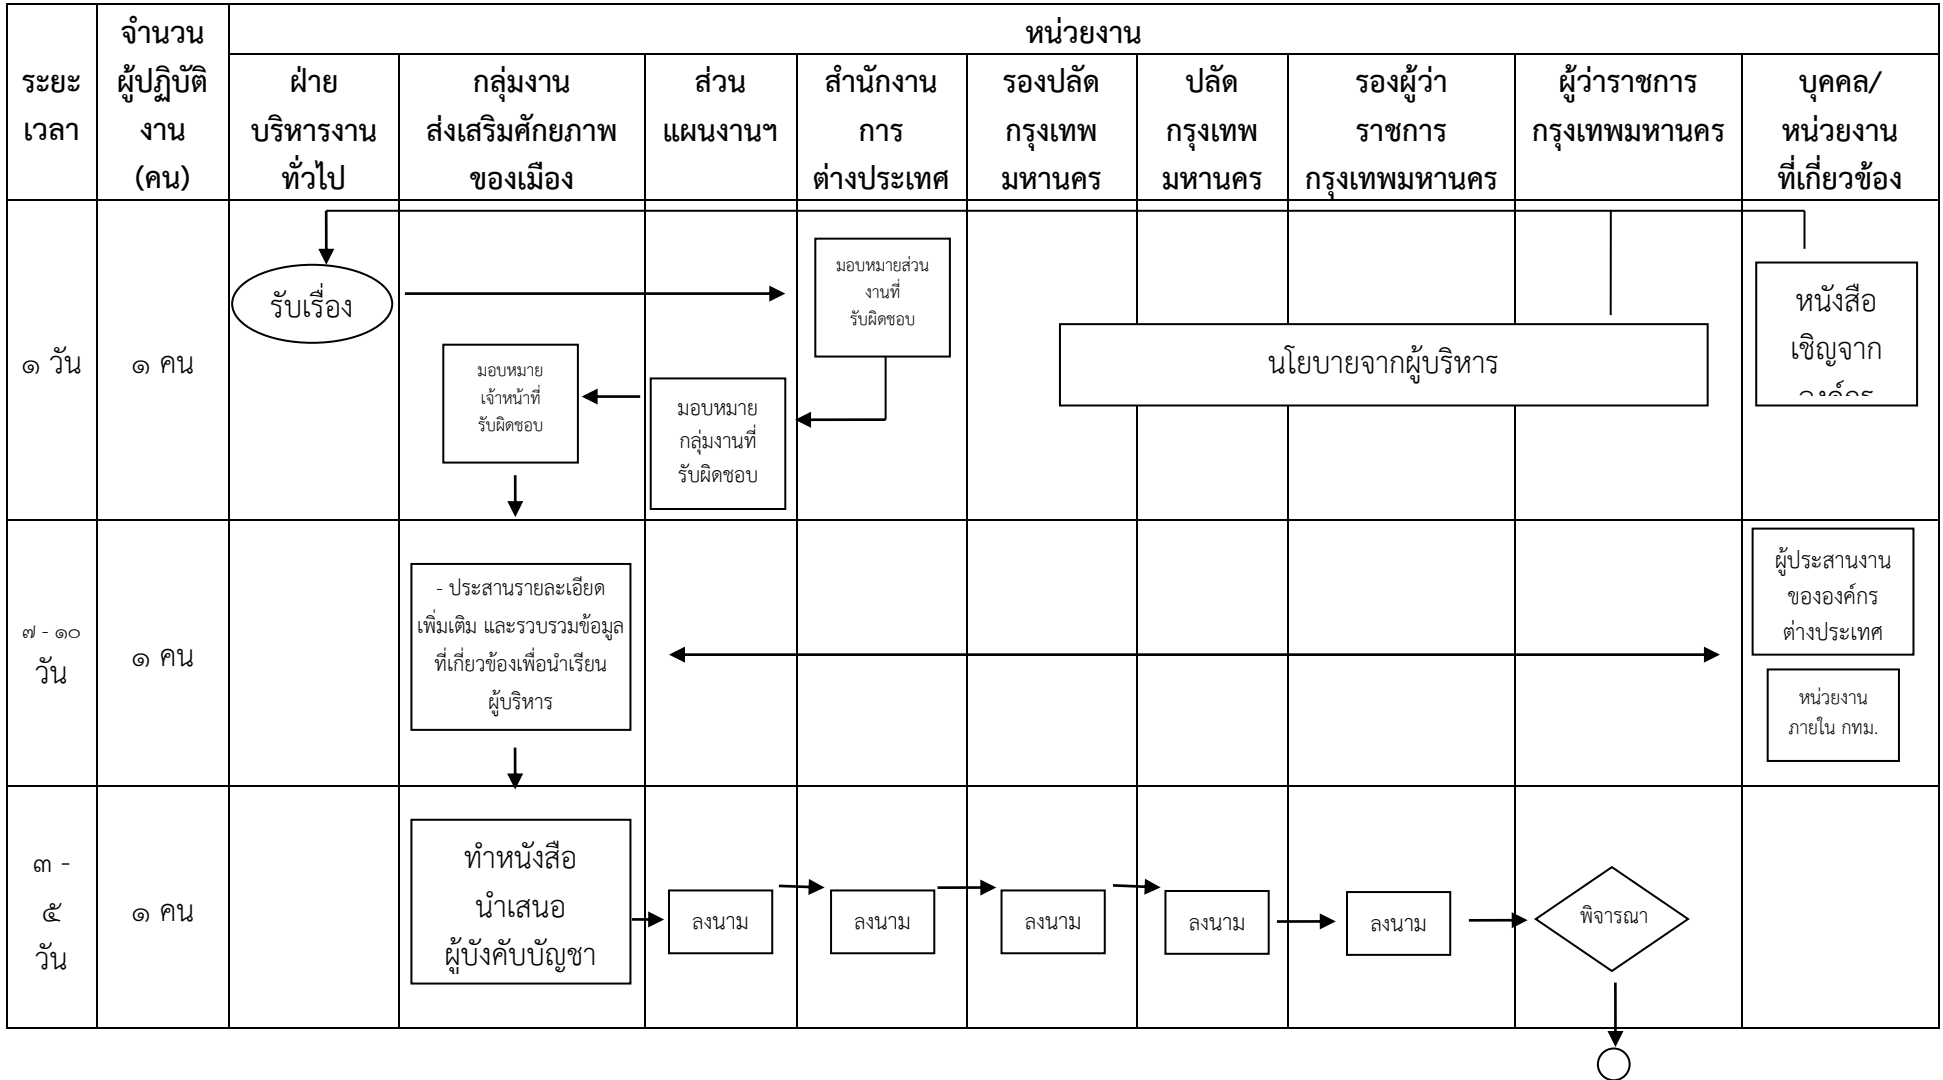 หน่วยงาน
ระยะ
เวลา
จำนวน
ผู้ปฏิบัติ
งาน
(คน)
ฝ่าย
บริหารงาน
ทั่วไป
กลุ่มงาน
ส่งเสริมศักยภาพ
ของเมือง
ส่วน
แผนงานฯ
สำนักงาน
การ
ต่างประเทศ
รองปลัด
กรุงเทพ
มหานคร
ปลัด
กรุงเทพ
มหานคร
รองผู้ว่า
ราชการ
กรุงเทพมหานคร
ผู้ว่าราชการ
กรุงเทพมหานคร
บุคคล/
หน่วยงาน
ที่เกี่ยวข้อง
๑ วัน
๑ คน
รับเรื่อง
มอบหมาย
เจ้าหน้าที่
รับผิดชอบ
มอบหมาย
กลุ่มงานที่
รับผิดชอบ
มอบหมายส่วน
งานที่
รับผิดชอบ
นโยบายจากผู้บริหาร
หนังสือ
เชิญจาก
๗ - ๑๐
วัน
๑ คน
- ประสานรายละเอียด
เพิ่มเติม และรวบรวมข้อมูล
ที่เกี่ยวข้องเพื่อนำเรียน
ผู้บริหาร
ผู้ประสานงาน
ขององค์กร
ต่างประเทศ
หน่วยงาน
ภายใน กทม.
๓ -
๕
วัน
๑ คน
ทำหนังสือ
นำเสนอ
ผู้บังคับบัญชา
ลงนาม
ลงนาม
ลงนาม
ลงนาม
ลงนาม
พิจารณา